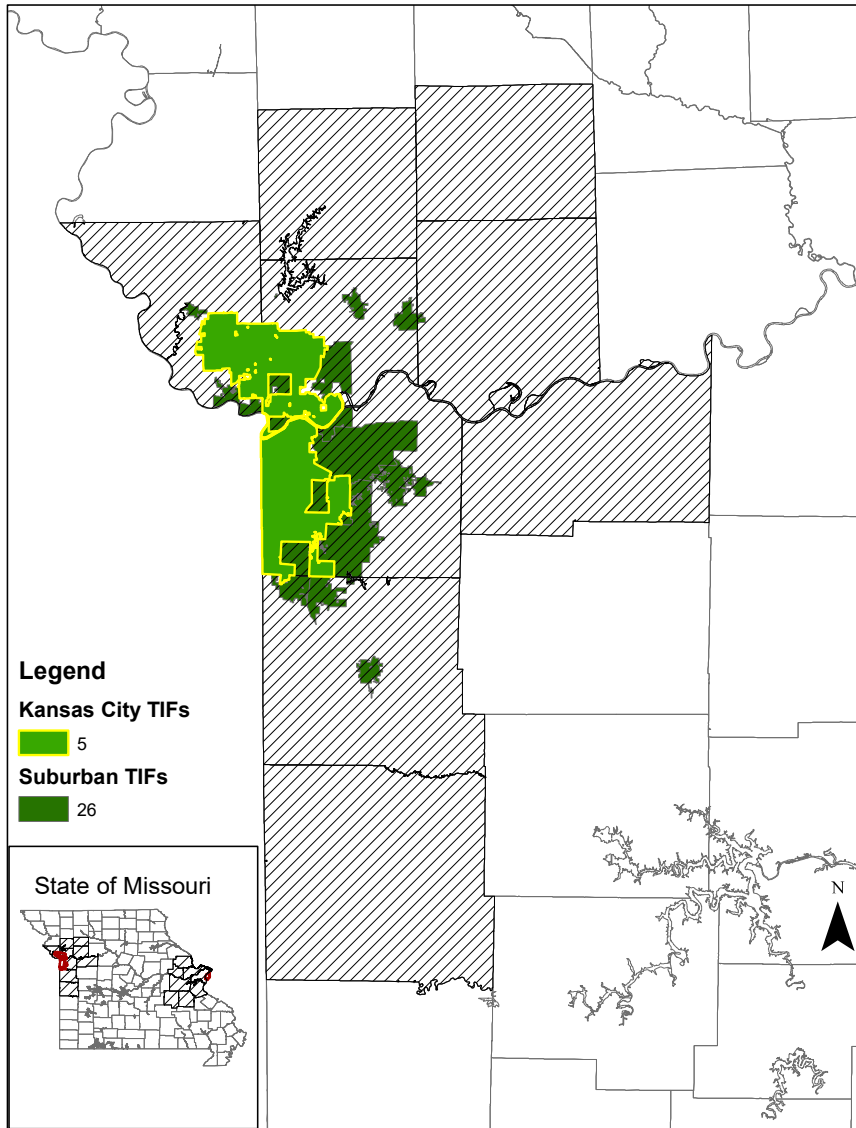 Legend
Kansas City TIFs
5
Suburban TIFs
26
State of Missouri
N